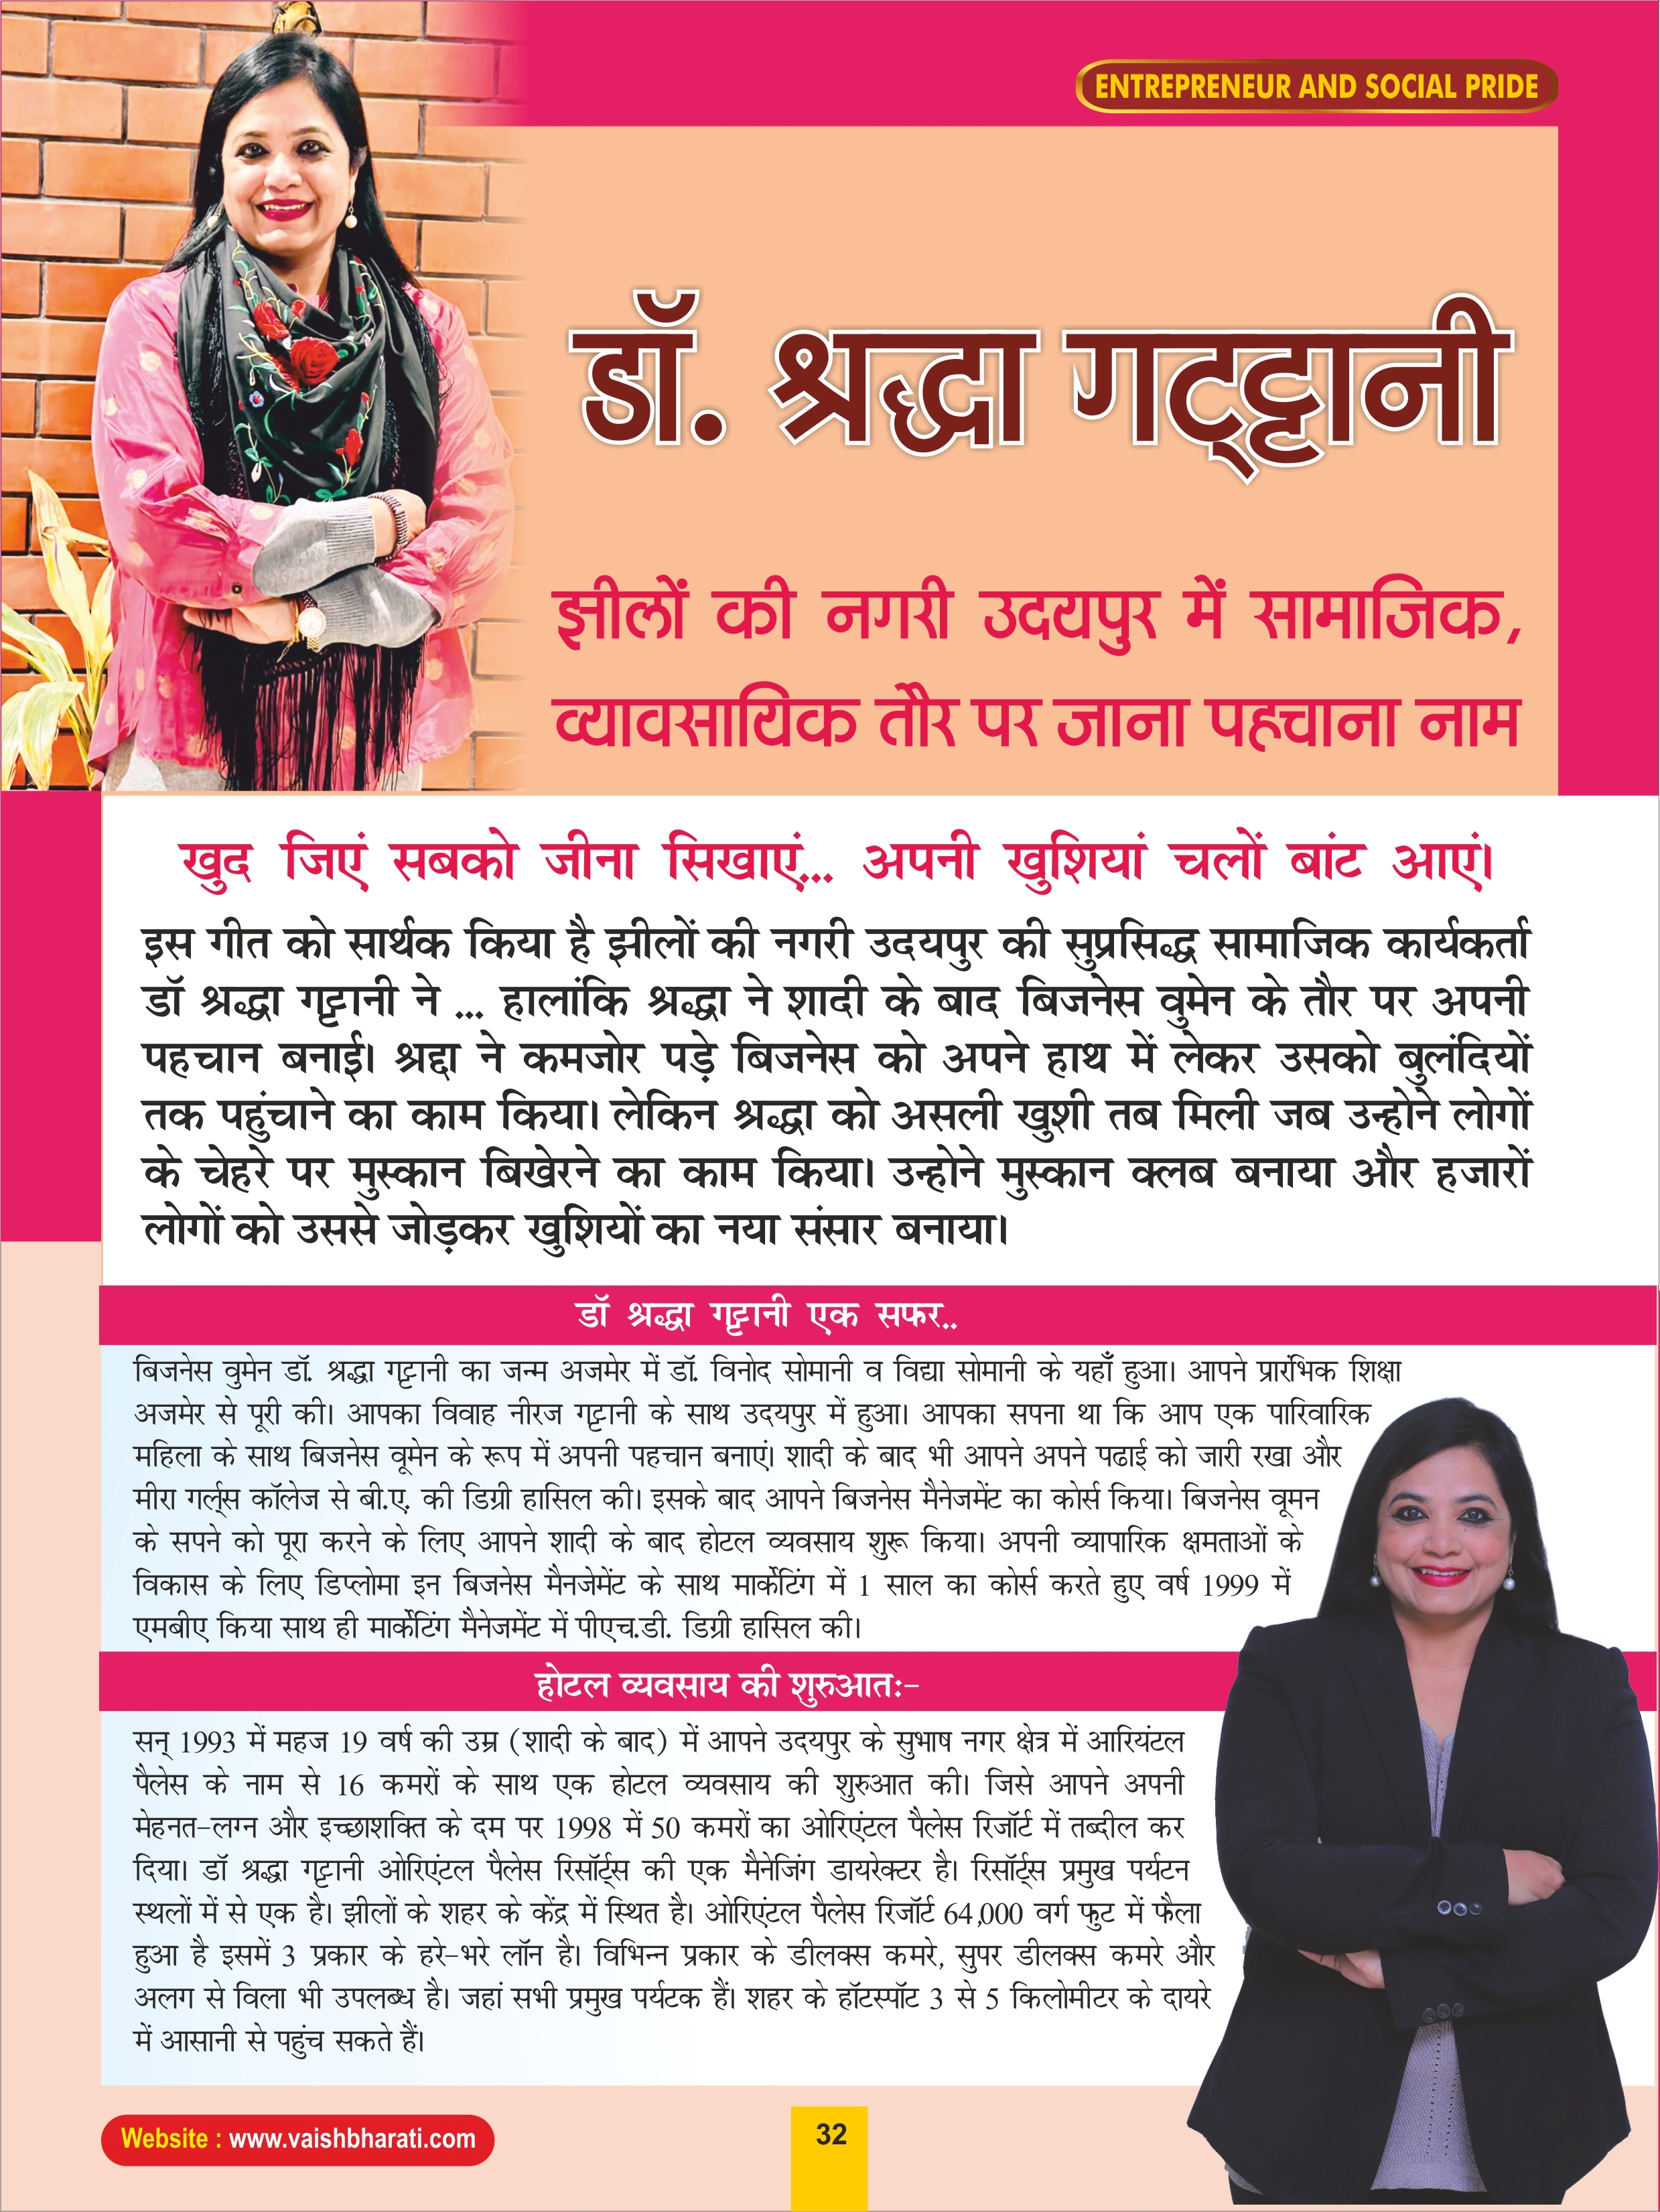 ENTREPRENEUR AND SOCIAL PRIDE
डॉ. श्रद्धा गट्ट्टानी
झीलों की नगरी उदयपुर में सामाजिक,
व्यावसायिक तौर पर जाना पहचाना नाम
खुद जिएं सबको जीना सिखाएं... अपनी खुशियां चलों बांट आएं।
इस गीत को सार्थक किया है झीलों की नगरी उदयपुर की सुप्रसिद्ध सामाजिक कार्यकर्ता
डॉ श्रद्धा गट्टानी ने ... हालांकि श्रद्धा ने शादी के बाद बिजनेस वुमेन के तौर पर अपनी
पहचान बनाई। श्रद्दा ने कमजोर पड़े बिजनेस को अपने हाथ में लेकर उसको बुलंदियों
तक पहुंचाने का काम किया। लेकिन श्रद्धा को असली खुशी तब मिली जब उन्होने लोगों
के चेहरे पर मुस्कान बिखेरने का काम किया। उन्होने मुस्कान क्लब बनाया और हजारों
लोगों को उससे जोड़कर खुशियों का नया संसार बनाया।
डॉ श्रद्धा गट्टानी एक सफर..
बिजनेस वुमेन डॉ. श्रद्धा गट्टानी का जन्म अजमेर में डॉ. विनोद सोमानी व विद्या सोमानी के यहाँ हुआ। आपने प्रारंभिक शिक्षा
अजमेर से पूरी की। आपका विवाह नीरज गट्टानी के साथ उदयपुर में हुआ। आपका सपना था कि आप एक पारिवारिक
महिला के साथ बिजनेस वूमेन के रूप में अपनी पहचान बनाएं। शादी के बाद भी आपने अपने पढाई को जारी रखा और
मीरा गर्ल्स कॉलेज से बी.ए. की डिग्री हासिल की। इसके बाद आपने बिजनेस मैनेजमेंट का कोर्स किया। बिजनेस वूमन
के सपने को पूरा करने के लिए आपने शादी के बाद होटल व्यवसाय शुरू किया। अपनी व्यापारिक क्षमताओं के
विकास के लिए डिप्लोमा इन बिजनेस मैनजेमेंट के साथ मार्केटिंग में 1 साल का कोर्स करते हुए वर्ष 1999 में
एमबीए किया साथ ही मार्केटिंग मैनेजमेंट में पीएच.डी. डिग्री हासिल की।
होटल व्यवसाय की शुरुआतः-
सन् 1993 में महज 19 वर्ष की उम्र (शादी के बाद) में आपने उदयपुर के सुभाष नगर क्षेत्र में आरियंटल
पैलेस के नाम से 16 कमरों के साथ एक होटल व्यवसाय की शुरुआत की। जिसे आपने अपनी
मेहनत-लग्न और इच्छाशक्ति के दम पर 1998 में 50 कमरों का ओरिएंटल पैलेस रिजॉर्ट में तब्दील कर
दिया। डॉ श्रद्धा गट्टानी ओरिएंटल पैलेस रिसॉर्ट्स की एक मैनेजिंग डायरेक्टर है। रिसॉर्ट्स प्रमुख पर्यटन
स्थलों में से एक है। झीलों के शहर के केंद्र में स्थित है। ओरिएंटल पैलेस रिजॉर्ट 64,000 वर्ग फुट में फैला
हुआ है इसमें 3 प्रकार के हरे-भरे लॉन है। विभिन्न प्रकार के डीलक्स कमरे, सुपर डीलक्स कमरे और
अलग से विला भी उपलब्ध है। जहां सभी प्रमुख पर्यटक हैं। शहर के हॉटस्पॉट 3 से 5 किलोमीटर के दायरे
में आसानी से पहुंच सकते हैं।
Website : www.vaishbharati.com
32